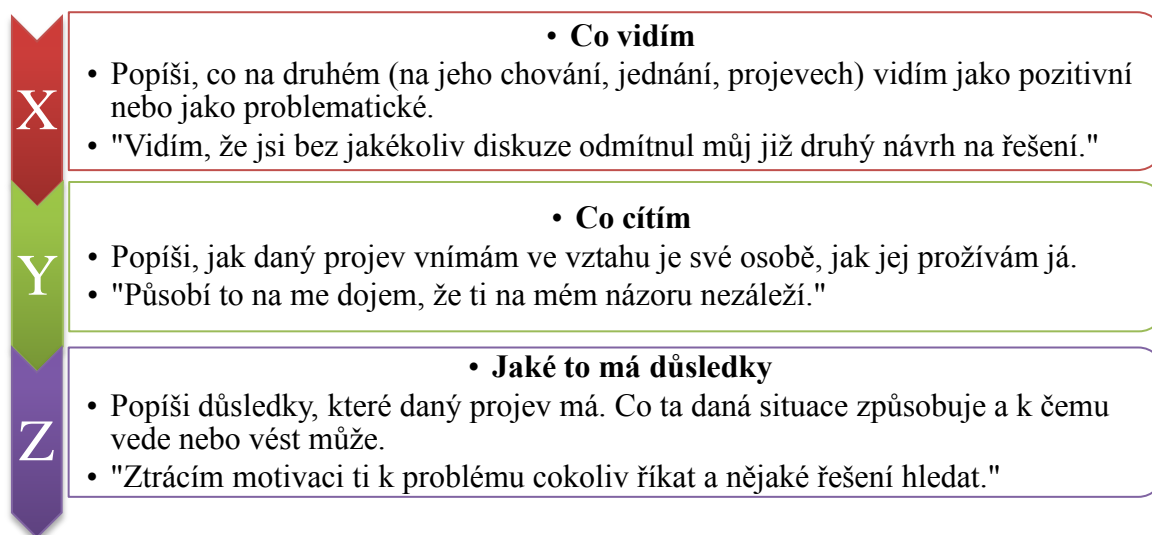 X
• Co vidím
• Popíši, co na druhém (na jeho chování, jednání, projevech) vidím jako pozitivní
nebo jako problematické.
• "Vidím, že jsi bez jakékoliv diskuze odmítnul můj již druhý návrh na řešení."
Y
• Co cítím
• Popíši, jak daný projev vnímám ve vztahu je své osobě, jak jej prožívám já.
• "Působí to na me dojem, že ti na mém názoru nezáleží."
Z
• Jaké to má důsledky
• Popíši důsledky, které daný projev má. Co ta daná situace způsobuje a k čemu
vede nebo vést může.
• "Ztrácím motivaci ti k problému cokoliv říkat a nějaké řešení hledat."